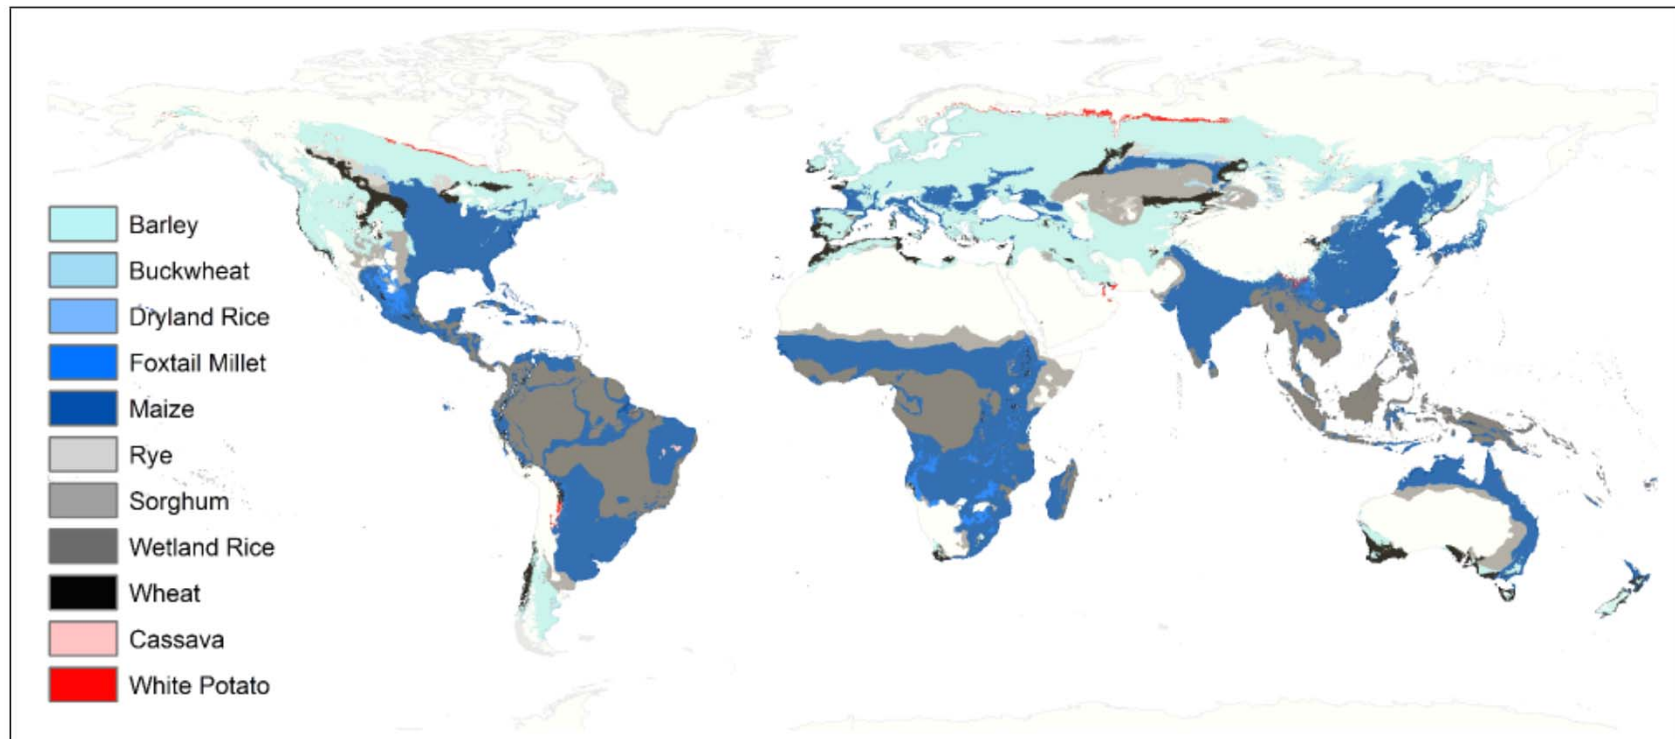 Barley
Buckwheat
Dryland Rice
Foxtail Millet
Maize
Rye
Sorghum
Wetland Rice
Wheat
Cassava
White Potato